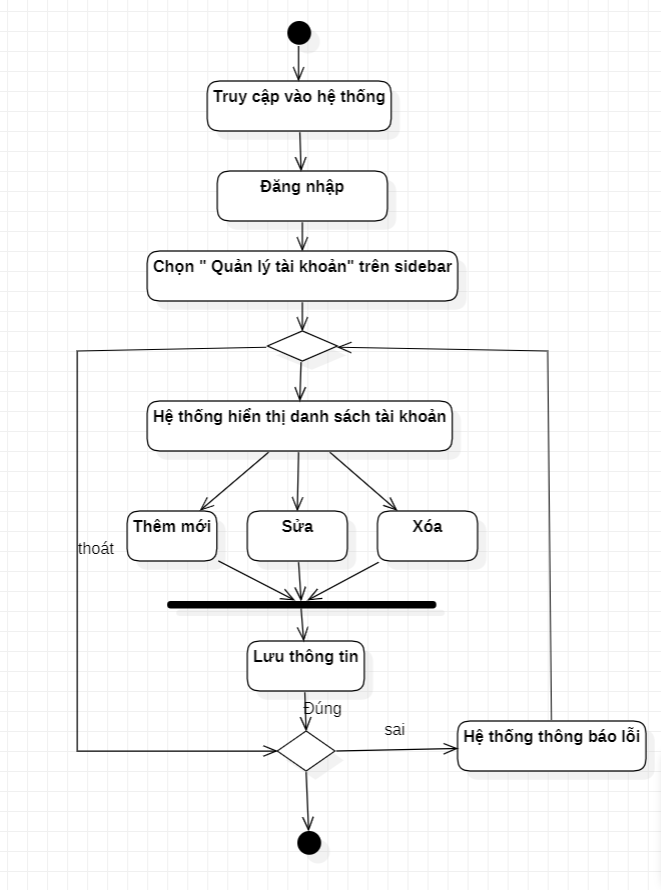 Truy cập vào hệ thống
Đăng nhập
Chọn " Quản lý tài khoản" trên sidebar
Hệ thống hiển thị danh sách tài khoản
Thêm mới
Sửa
Xóa
thoát
Lưu thông tin
Đúng
sai
Hệ thống thông báo lỗi